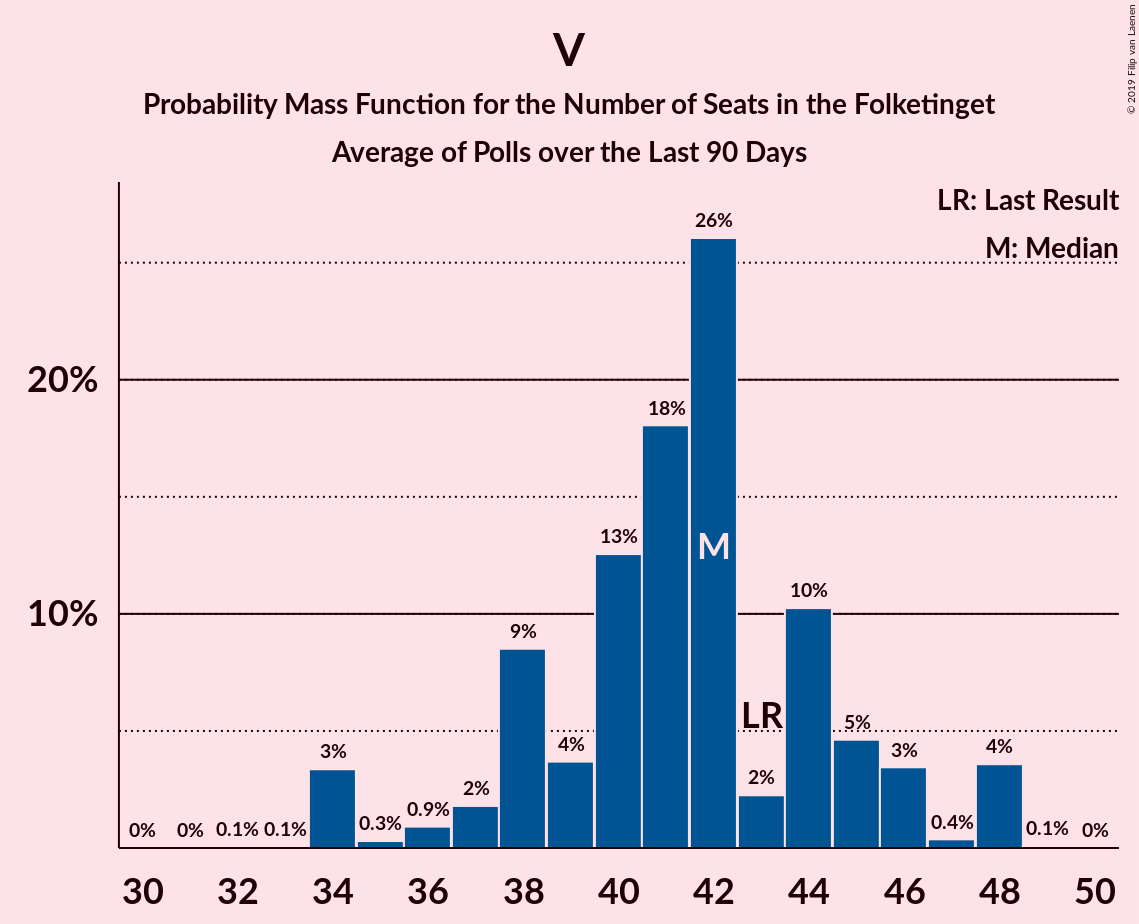 V
Probability Mass Function for the Number of Seats in the Folketinget
Average of Polls over the Last 90 Days
© 2019 Filip van Laenen
LR: Last Result
M: Median
26%
20%
18%
13%
M
10%
10%
9%
LR
5%
4%
3%
3%
4%
2%
2%
0%
0%
0.1%
0.1%
0.3%
0.9%
0.4%
0.1%
0%
30 32 34 36 38 40 42 44 46 48 50